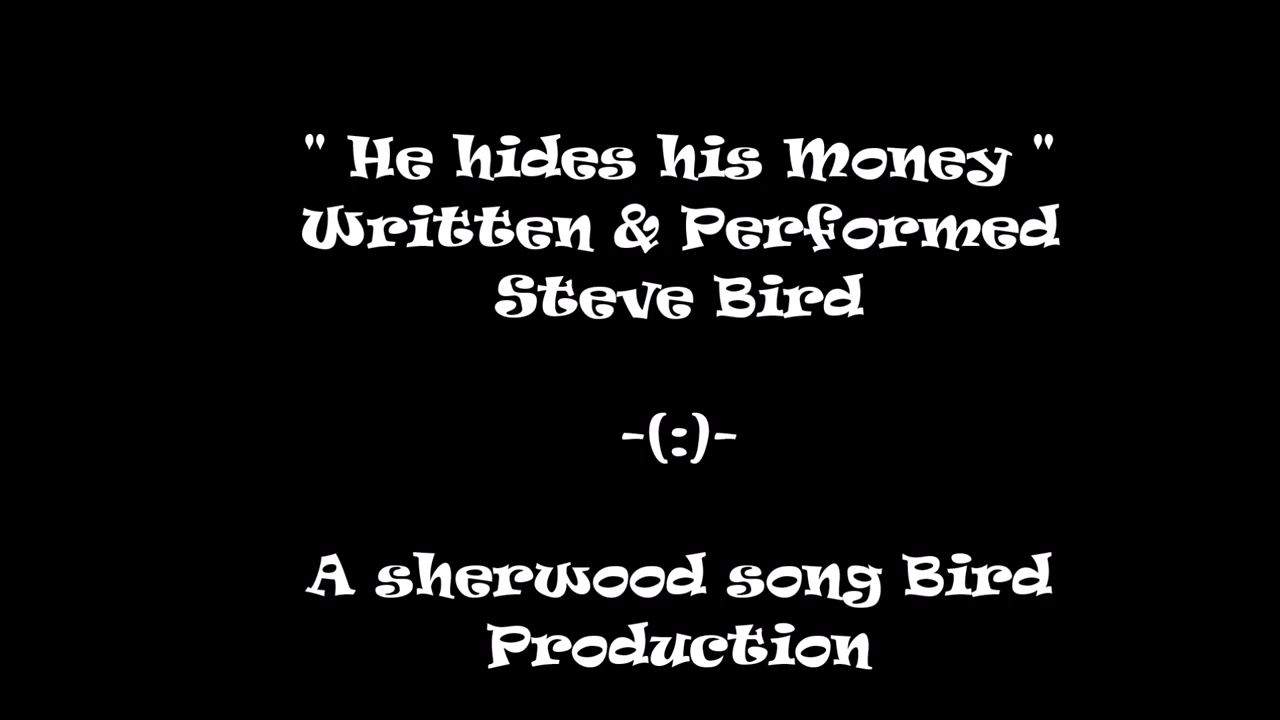 " He hides his Money "
Written & Performed
Steve Bird
-(:)-
A sherwood song Bird
Production